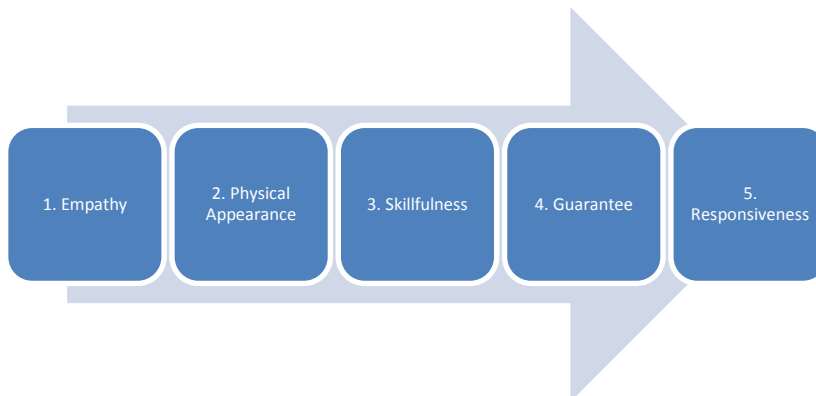 1. Empathy
2. Physical
Appearance
3. Skillfulness
4. Guarantee
5.
Responsiveness